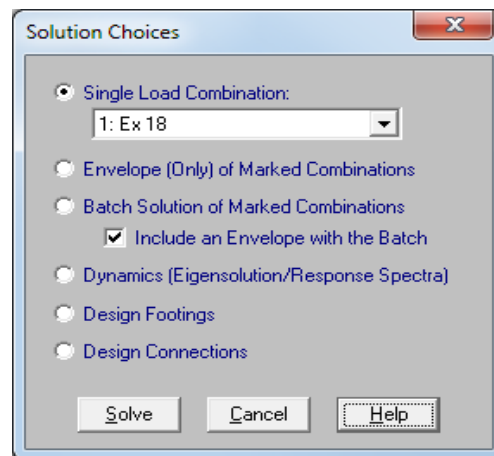 Solution Choices
Single Load Combination:
1: Ex 18
Envelope (Only) of Marked Combinations
Batch Solution of Marked Combinations
Include an Envelope with the Batch
Dynamics (Eigensolution/Response Spectra)
Design Footings
Design Connections
Solve Cancel Help